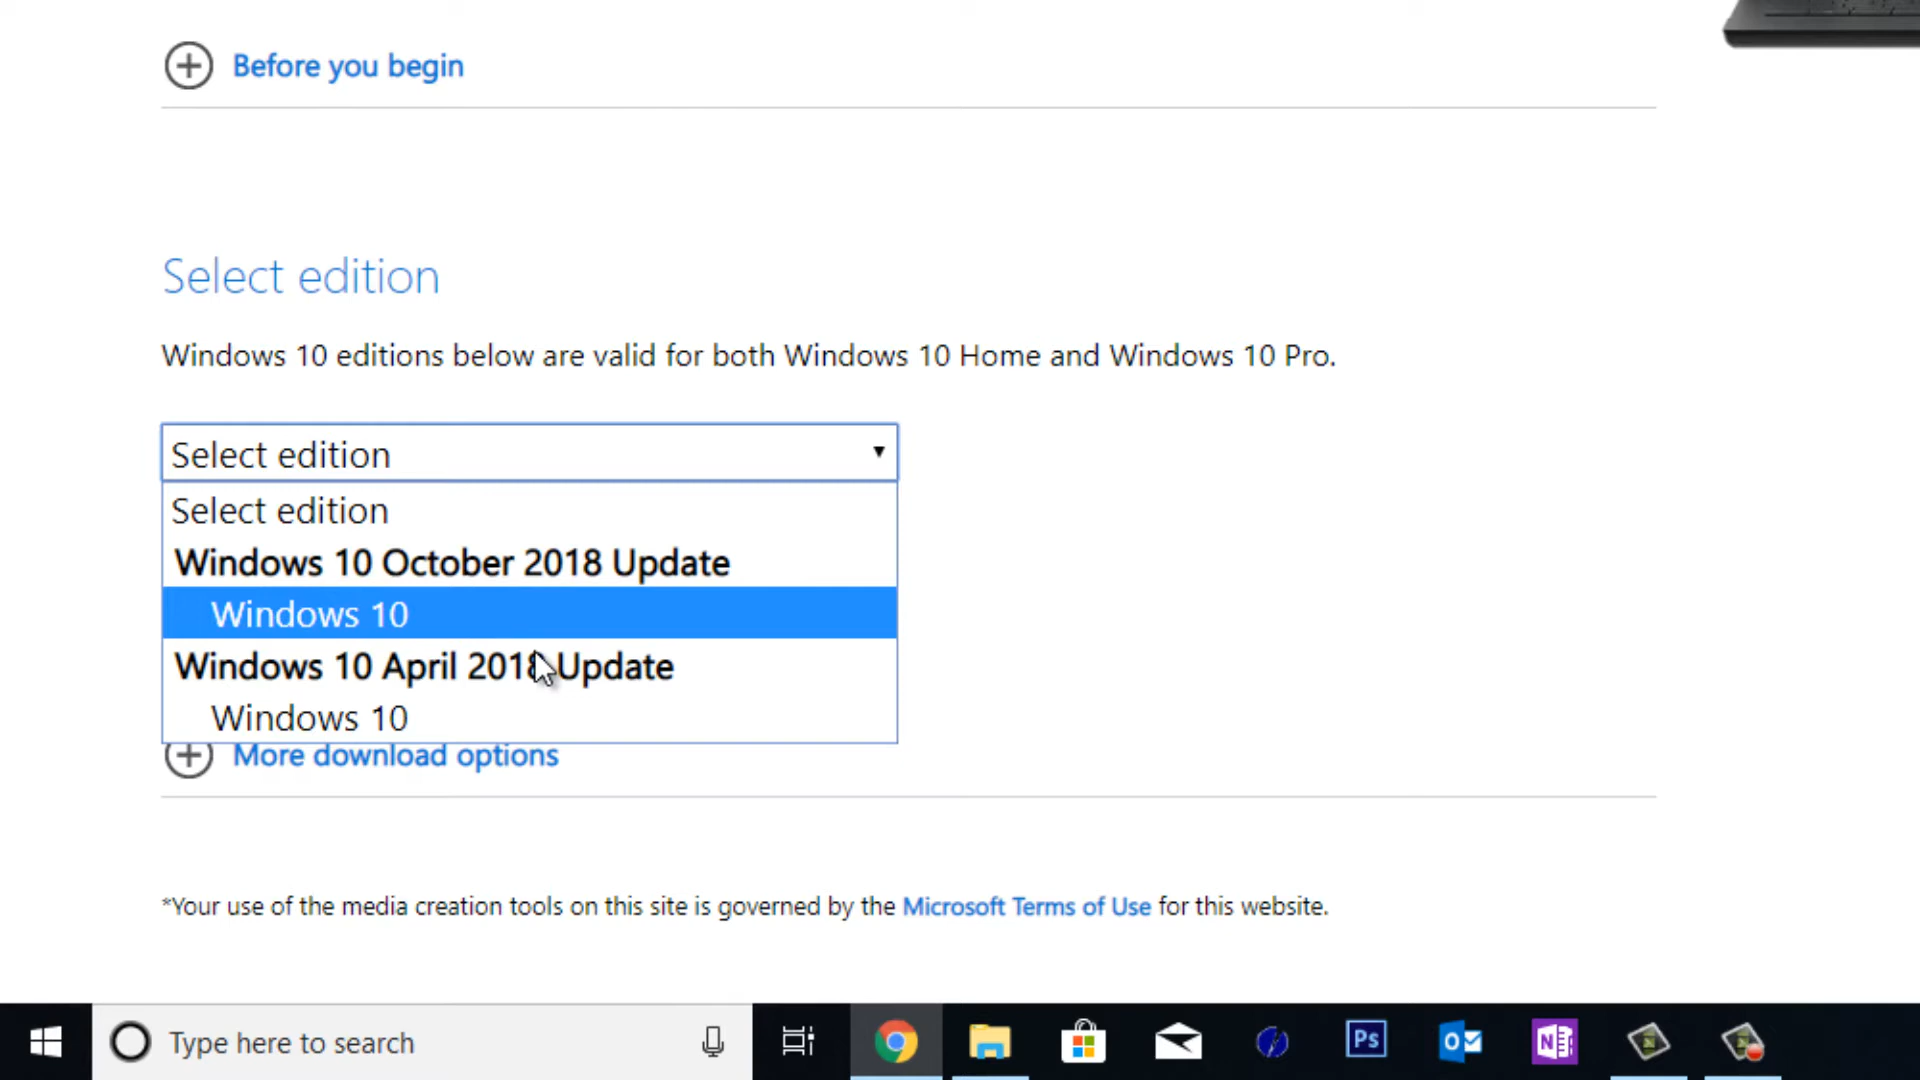 Before you begin
Select edition
Windows 10 editions below are valid for both Windows 10 Home and Windows 10 Pro.
Select edition
Select edition
Windows 10 October 2018 Update
Windows 10
Windows 10 April 2018 Update
Windows 10
More download options
*Your use of the media creation tools on this site is governed by the Microsoft Terms of Use for this website.
Type here to search
Ps
N